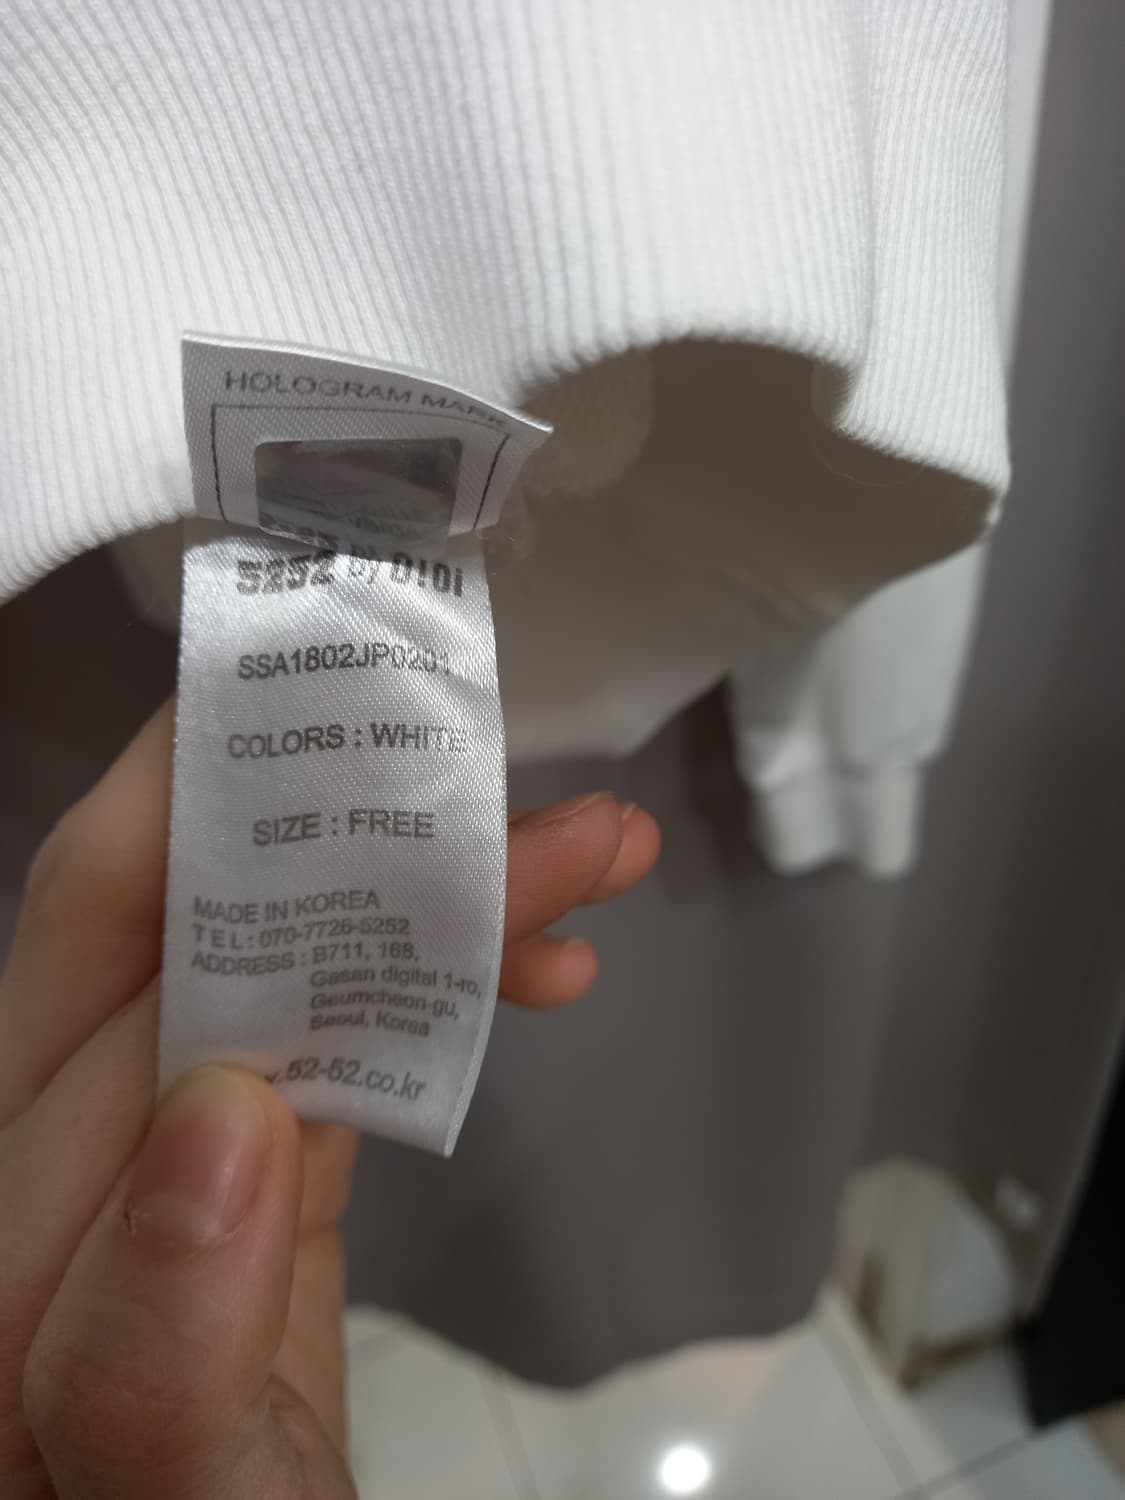 HOLOGRAM MARK
5252 by O!Oi
SSA1802JP0201
COLORS : WHITE
SIZE : FREE
MADE IN KOREA
TEL : 070-7726-5252
ADDRESS : B711, 168,
Gasan digital 1-ro,
Geumcheon-gu,
Seoul, Korea
.52-52.co.kr